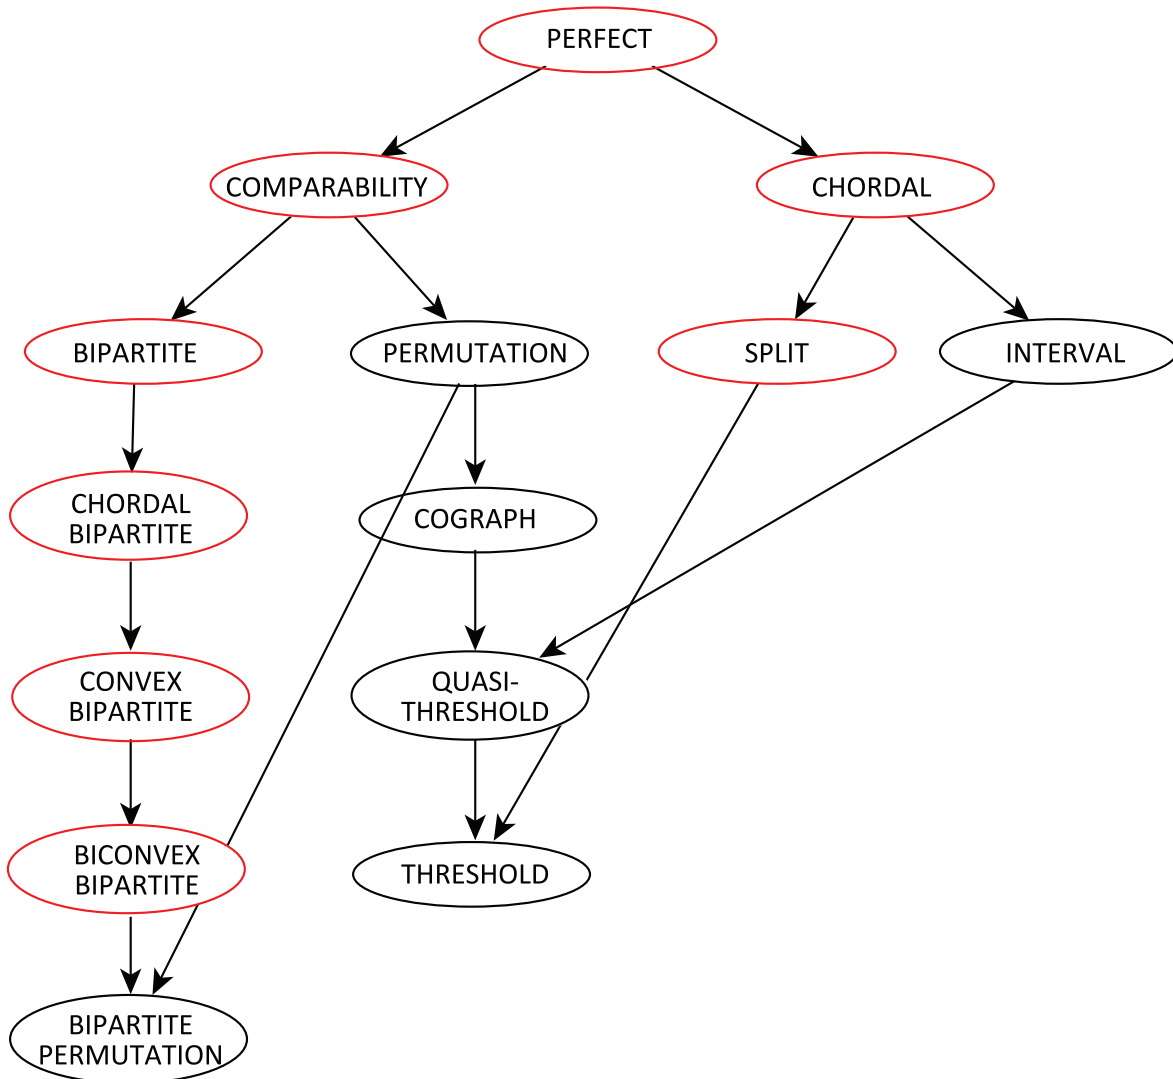 PERFECT
COMPARABILITY
CHORDAL
BIPARTITE
PERMUTATION
SPLIT
INTERVAL
CHORDAL
BIPARTITE
COGRAPH
CONVEX
BIPARTITE
QUASI-
THRESHOLD
BICONVEX
BIPARTITE
THRESHOLD
BIPARTITE
PERMUTATION